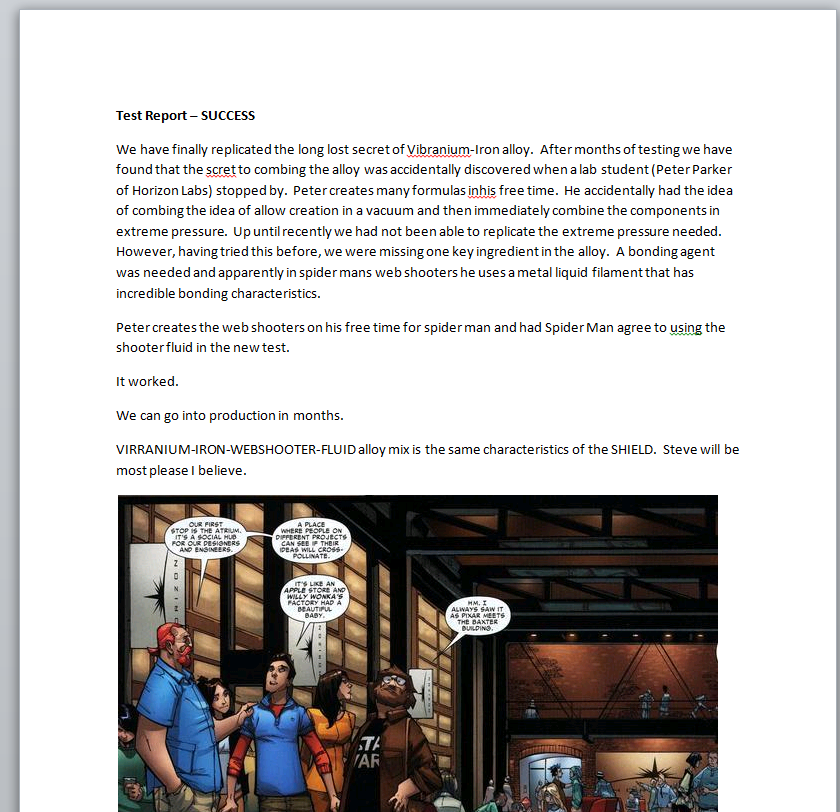 Test Report – SUCCESS
We have finally replicated the long lost secret of Vibranium-Iron alloy.  After months of testing we have
found that the scret to combing the alloy was accidentally discovered when a lab student (Peter Parker
of Horizon Labs) stopped by.  Peter creates many formulas inhis free time.  He accidentally had the idea
of combing the idea of allow creation in a vacuum and then immediately combine the components in
extreme pressure.  Up until recently we had not been able to replicate the extreme pressure needed.
However, having tried this before, we were missing one key ingredient in the alloy.  A bonding agent
was needed and apparently in spider mans web shooters he uses a metal liquid filament that has
incredible bonding characteristics.
Peter creates the web shooters on his free time for spider man and had Spider Man agree to using the
shooter fluid in the new test.
It worked.
We can go into production in months.
VIRRANIUM-IRON-WEBSHOOTER-FLUID alloy mix is the same characteristics of the SHIELD.  Steve will be
most please I believe.
OUR FIRST
STOP IS THE ATRIUM.
IT'S A SOCIAL HUB
FOR OUR DESIGNERS
AND ENGINEERS.
A PLACE
WHERE PEOPLE ON
DIFFERENT PROJECTS
CAN SEE IF THEIR
IDEAS WILL CROSS-
POLLINATE.
IT'S LIKE AN
APPLE STORE AND
WILLY WONKA'S
FACTORY HAD A
BEAUTIFUL
BABY.
HM. I
ALWAYS SAW IT
AS PIXAR MEETS
THE BAXTER
BUILDING.